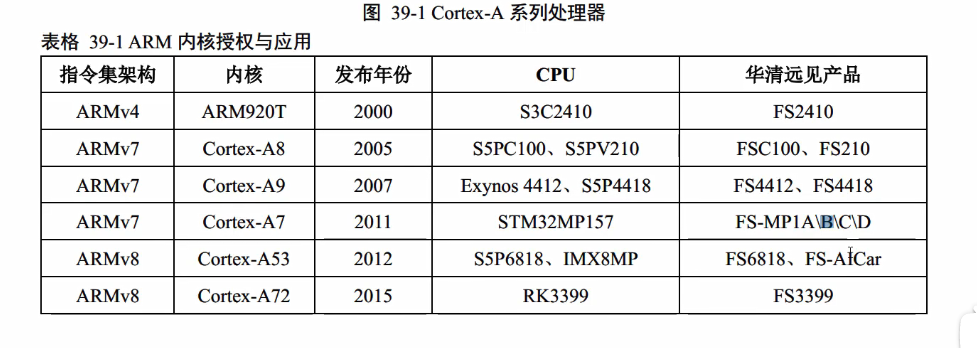 图 39-1 Cortex-A 系列处理器
表格 39-1 ARM 内核授权与应用
指令集架构 内核 发布年份 CPU 华清远见产品
ARMv4 ARM920T 2000 S3C2410 FS2410
ARMv7 Cortex-A8 2005 S5PC100、S5PV210 FSC100、FS210
ARMv7 Cortex-A9 2007 Exynos 4412、S5P4418 FS4412、FS4418
ARMv7 Cortex-A7 2011 STM32MP157 FS-MP1A\B\C\D
ARMv8 Cortex-A53 2012 S5P6818、IMX8MP FS6818、FS-AICar
ARMv8 Cortex-A72 2015 RK3399 FS3399